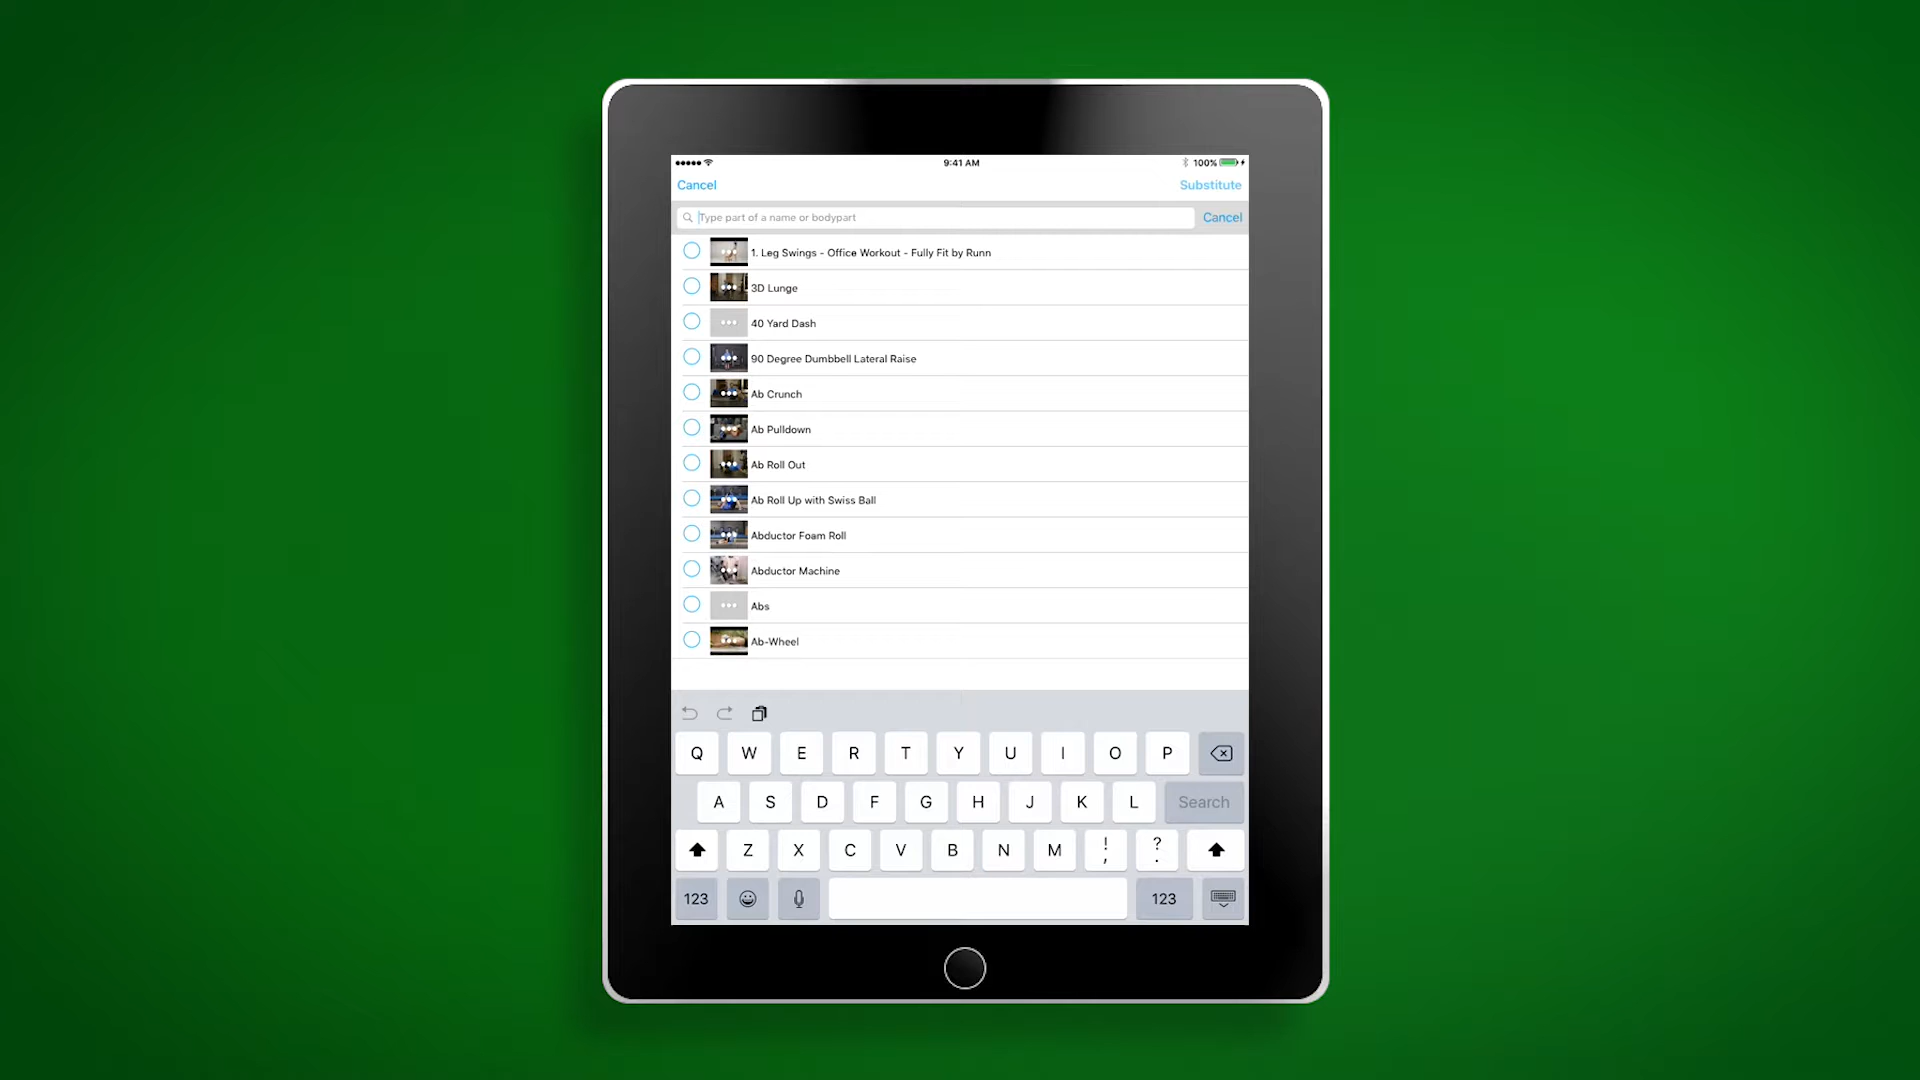 9:41 AM
100%
Cancel
Substitute
Type part of a name or bodypart
Cancel
1. Leg Swings - Office Workout - Fully Fit by Runn
3D Lunge
40 Yard Dash
90 Degree Dumbbell Lateral Raise
Ab Crunch
Ab Pulldown
Ab Roll Out
Ab Roll Up with Swiss Ball
Abductor Foam Roll
Abductor Machine
Abs
Ab-Wheel
Q W E R T Y U I O P
A S D F G H J K L Search
Z X C V B N M ! , ? .
123 123